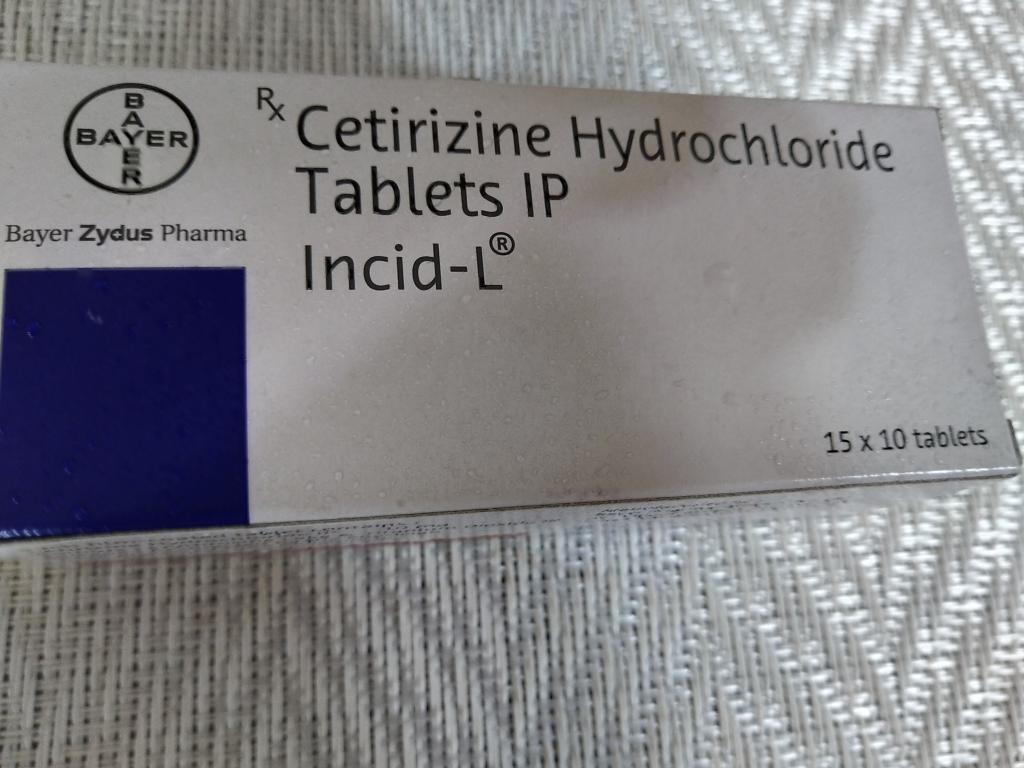 BAYER
BAYER
Bayer Zydus Pharma
Rx Cetirizine Hydrochloride
Tablets IP
Incid-L®
15 x 10 tablets